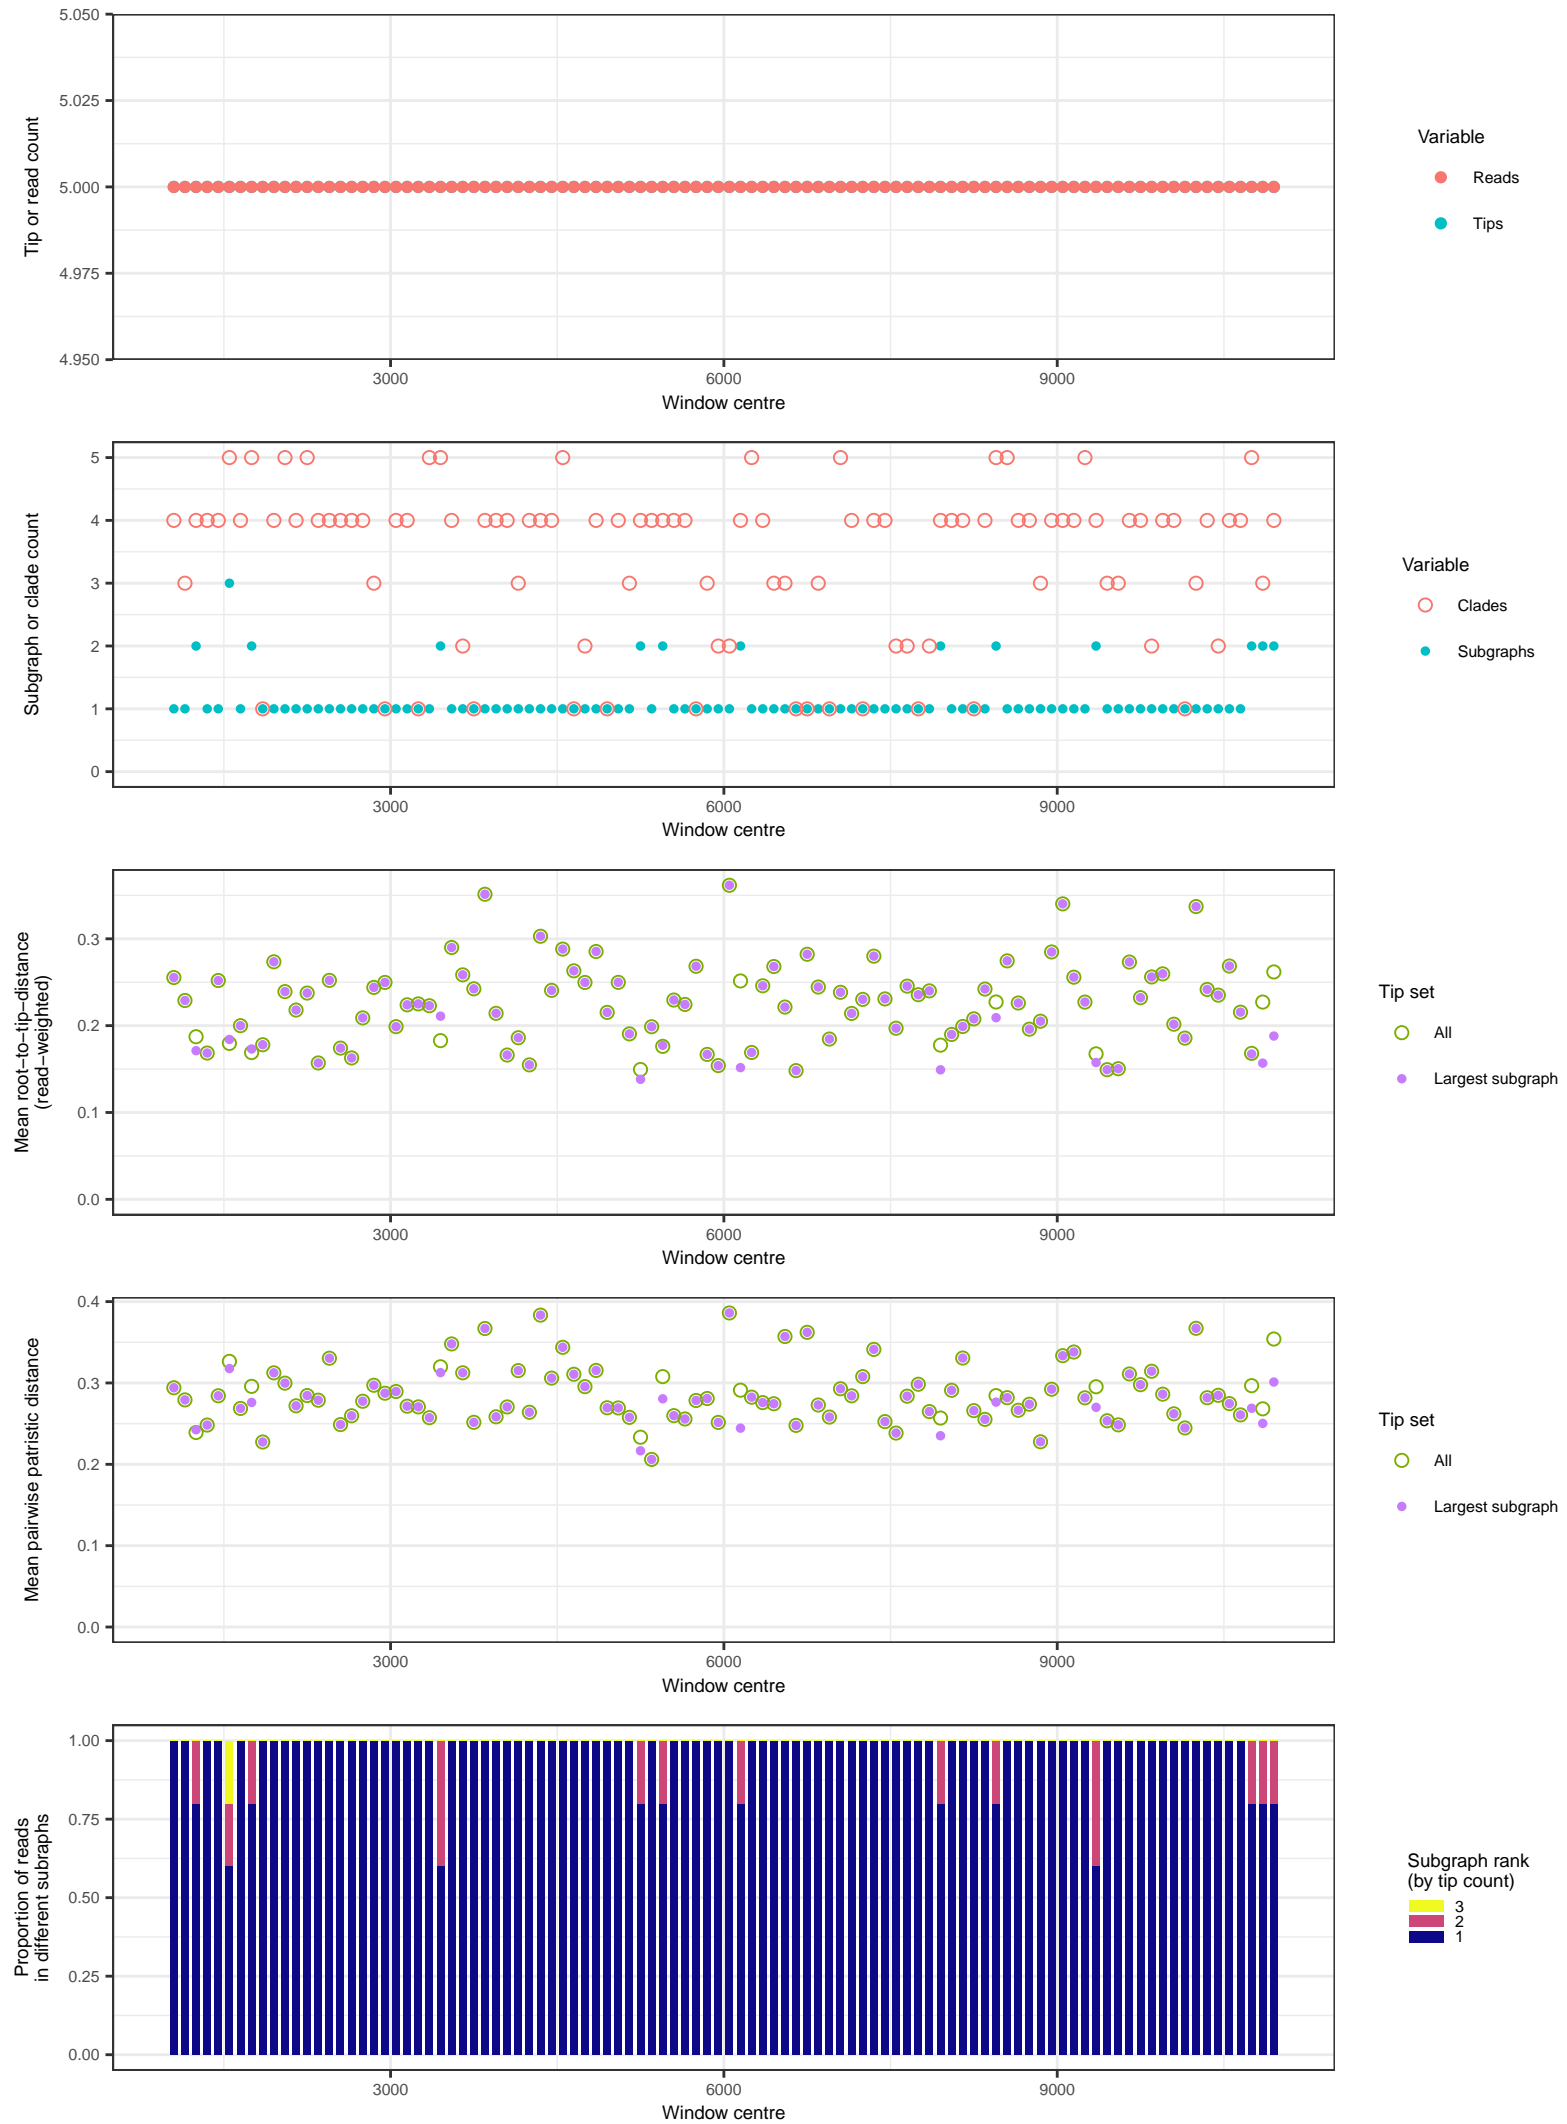 5.050
5.025
5.000
4.975
4.950
Tip or read count
3000 6000 9000
Window centre
Variable
Reads
Tips
5
4
3
2
1
0
Subgraph or clade count
3000 6000 9000
Window centre
Variable
Clades
Subgraphs
0.3
0.2
0.1
0.0
Mean root−to−tip−distance
(read−weighted)
3000 6000 9000
Window centre
Tip set
All
Largest subgraph
0.4
0.3
0.2
0.1
0.0
Mean pairwise patristic distance
3000 6000 9000
Window centre
Tip set
All
Largest subgraph
1.00
0.75
0.50
0.25
0.00
Proportion of reads
in different subraphs
3000 6000 9000
Window centre
Subgraph rank
(by tip count)
3
2
1